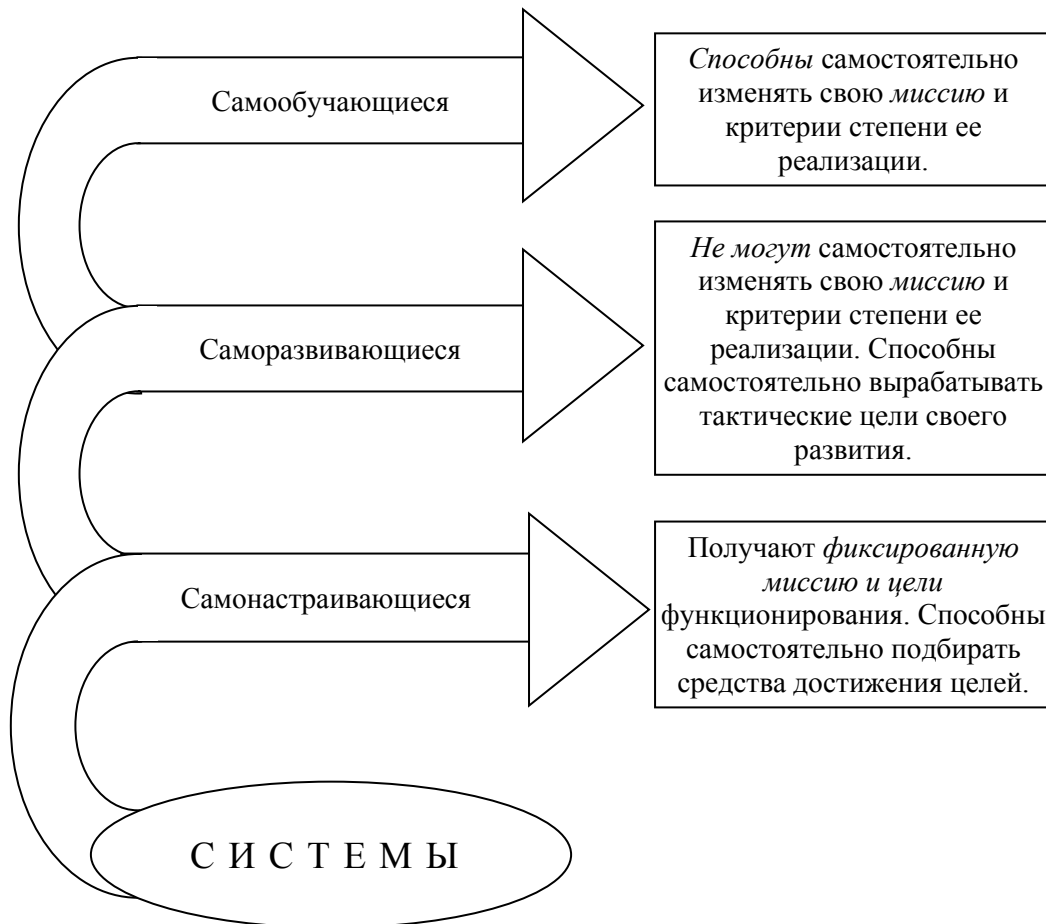 Самообучающиеся
Способны самостоятельно
изменять свою миссию и
критерии степени ее
реализации.
Саморазвивающиеся
Не могут самостоятельно
изменять свою миссию и
критерии степени ее
реализации. Способны
самостоятельно вырабатывать
тактические цели своего
развития.
Самонастраивающиеся
Получают фиксированную
миссию и цели
функционирования. Способны
самостоятельно подбирать
средства достижения целей.
С И С Т Е М Ы